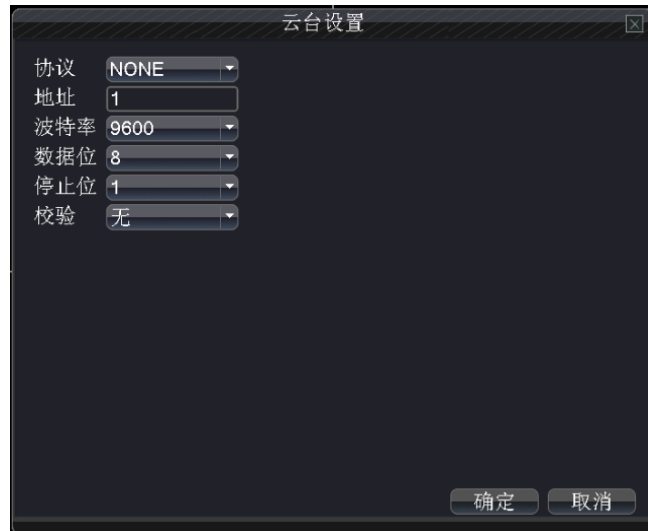 云台设置
协议 NONE
地址 1
波特率 9600
数据位 8
停止位 1
校验 无
确定 取消